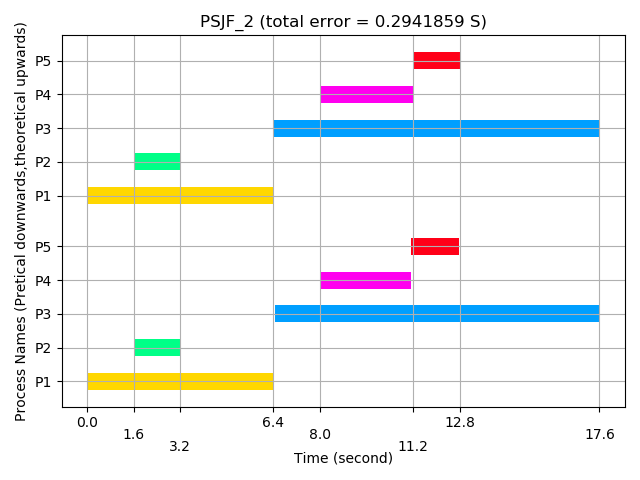 PSJF_2 (total error = 0.2941859 S)
Process Names (Pretical downwards,theoretical upwards)
P5
P4
P3
P2
P1
P5
P4
P3
P2
P1
0.0 6.4 8.0 12.8 17.6
1.6 3.2 11.2
Time (second)